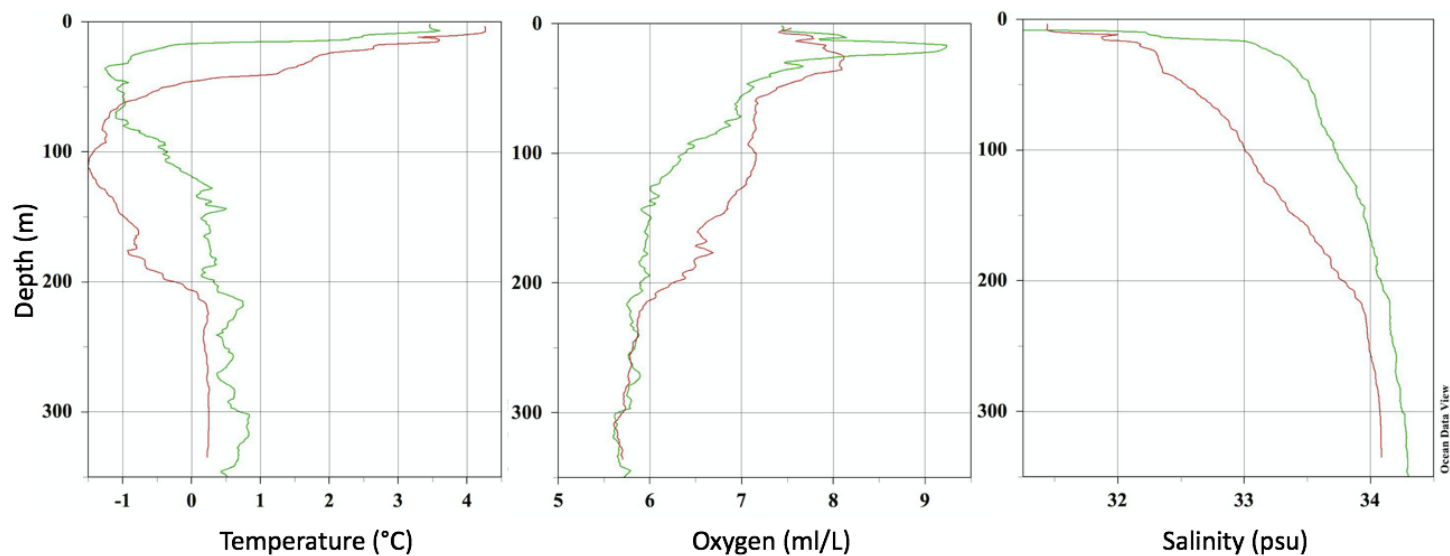 0
100
200
300
Depth (m)
-1 0 1 2 3 4
Temperature (°C)
0
100
200
300
5 6 7 8 9
Oxygen (ml/L)
0
100
200
300
32 33 34
Salinity (psu)
Ocean Data View